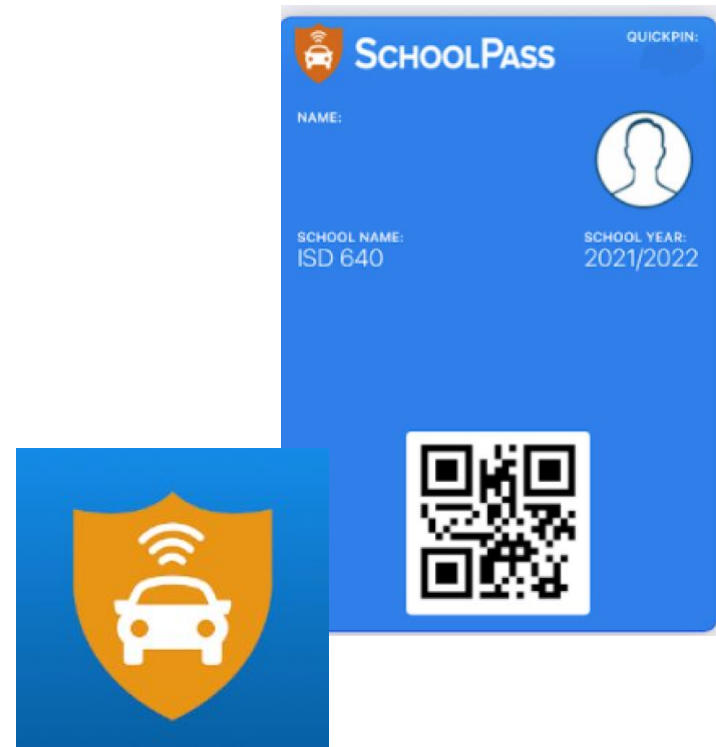 SCHOOLPASS
QUICKPIN:
NAME:
SCHOOL NAME:
ISD 640
SCHOOL YEAR:
2021/2022